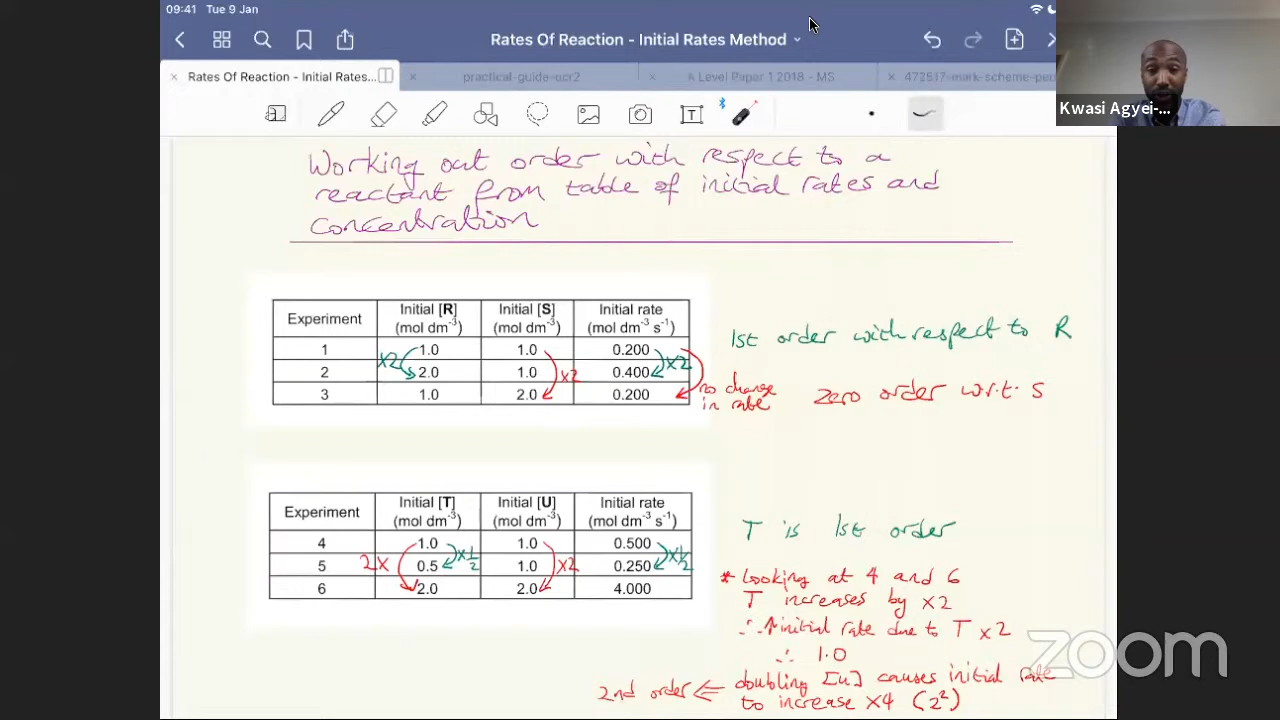 09:41 Tue 9 Jan
Rates Of Reaction - Initial Rates Method
Rates Of Reaction - Initial Rates...
practical-guide-ucr2
A Level Paper 1 2018 - MS
472517-mark-scheme-
Kwasi Agyei-...
Working out order with respect to a
reactant from table of initial rates and
concentration
Experiment Initial [R] (mol dm-3) Initial [S] (mol dm-3) Initial rate (mol dm-3 s-1)
1 1.0 1.0 0.200
2 2.0 1.0 0.400
3 1.0 2.0 0.200
x2
x2
x2
no change
in rate
1st order with respect to R
zero order w.r.t. S
Experiment Initial [T] (mol dm-3) Initial [U] (mol dm-3) Initial rate (mol dm-3 s-1)
4 1.0 1.0 0.500
5 0.5 1.0 0.250
6 2.0 2.0 4.000
2x
x1/2
x2
x1/2
T is 1st order
* Looking at 4 and 6
T increases by x2
∴ ↑ initial rate due to T x2
∴ 1.0
doubling [u] causes initial rate
to increase x4 (2²)
2nd order ⇐
zoom